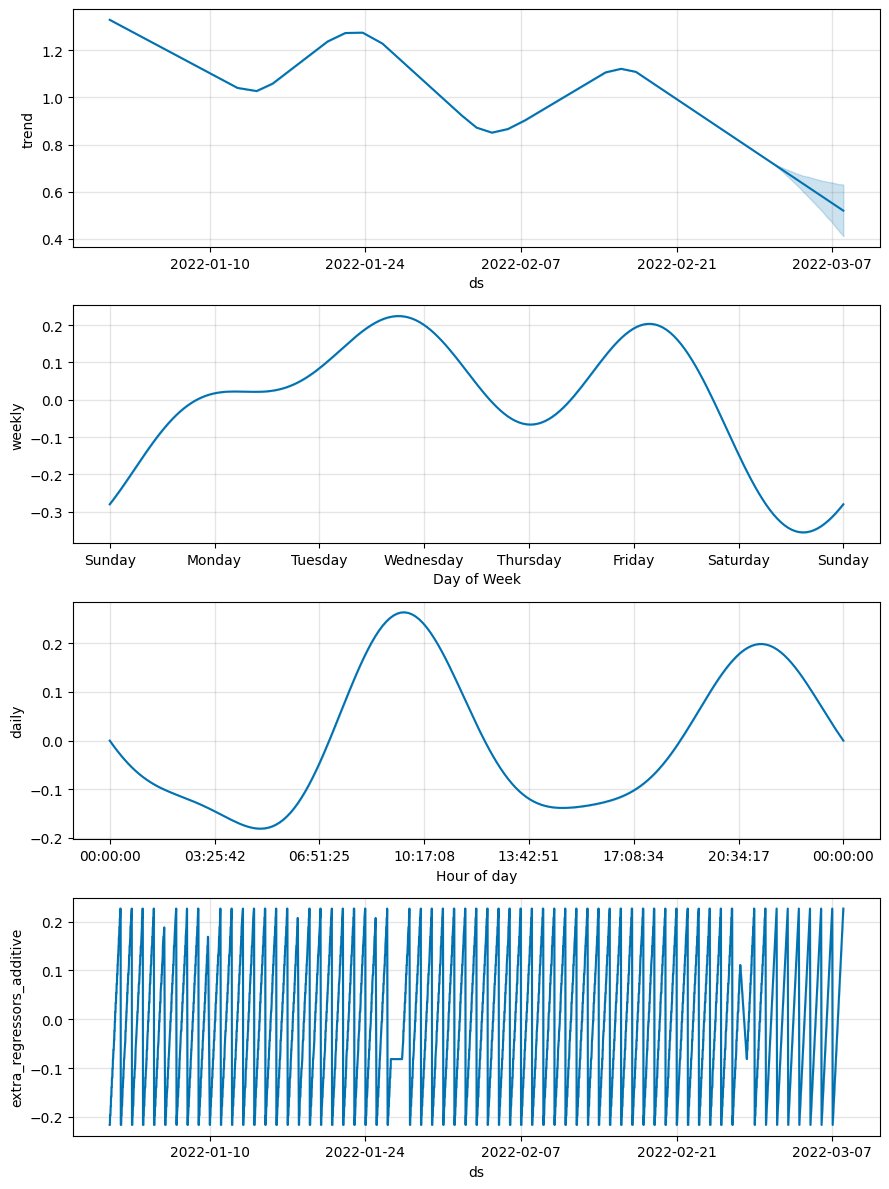 trend
1.2
1.0
0.8
0.6
0.4
2022-01-10 2022-01-24 2022-02-07 2022-02-21 2022-03-07
ds
weekly
0.2
0.1
0.0
−0.1
−0.2
−0.3
Sunday Monday Tuesday Wednesday Thursday Friday Saturday Sunday
Day of Week
daily
0.2
0.1
0.0
−0.1
−0.2
00:00:00 03:25:42 06:51:25 10:17:08 13:42:51 17:08:34 20:34:17 00:00:00
Hour of day
extra_regressors_additive
0.2
0.1
0.0
−0.1
−0.2
2022-01-10 2022-01-24 2022-02-07 2022-02-21 2022-03-07
ds